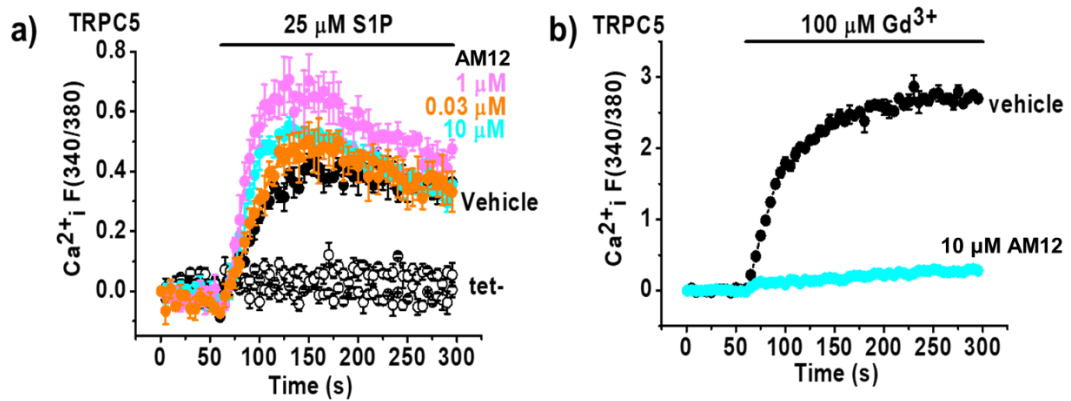 a)
TRPC5
25 μM S1P
AM12
1 μM
0.03 μM
10 μM
Vehicle
tet-
Ca²⁺ᵢ F(340/380)
0.8
0.6
0.4
0.2
0.0
0 50 100 150 200 250 300
Time (s)
b)
TRPC5
100 μM Gd³⁺
vehicle
10 μM AM12
Ca²⁺ᵢ F(340/380)
3
2
1
0
0 50 100 150 200 250 300
Time (s)